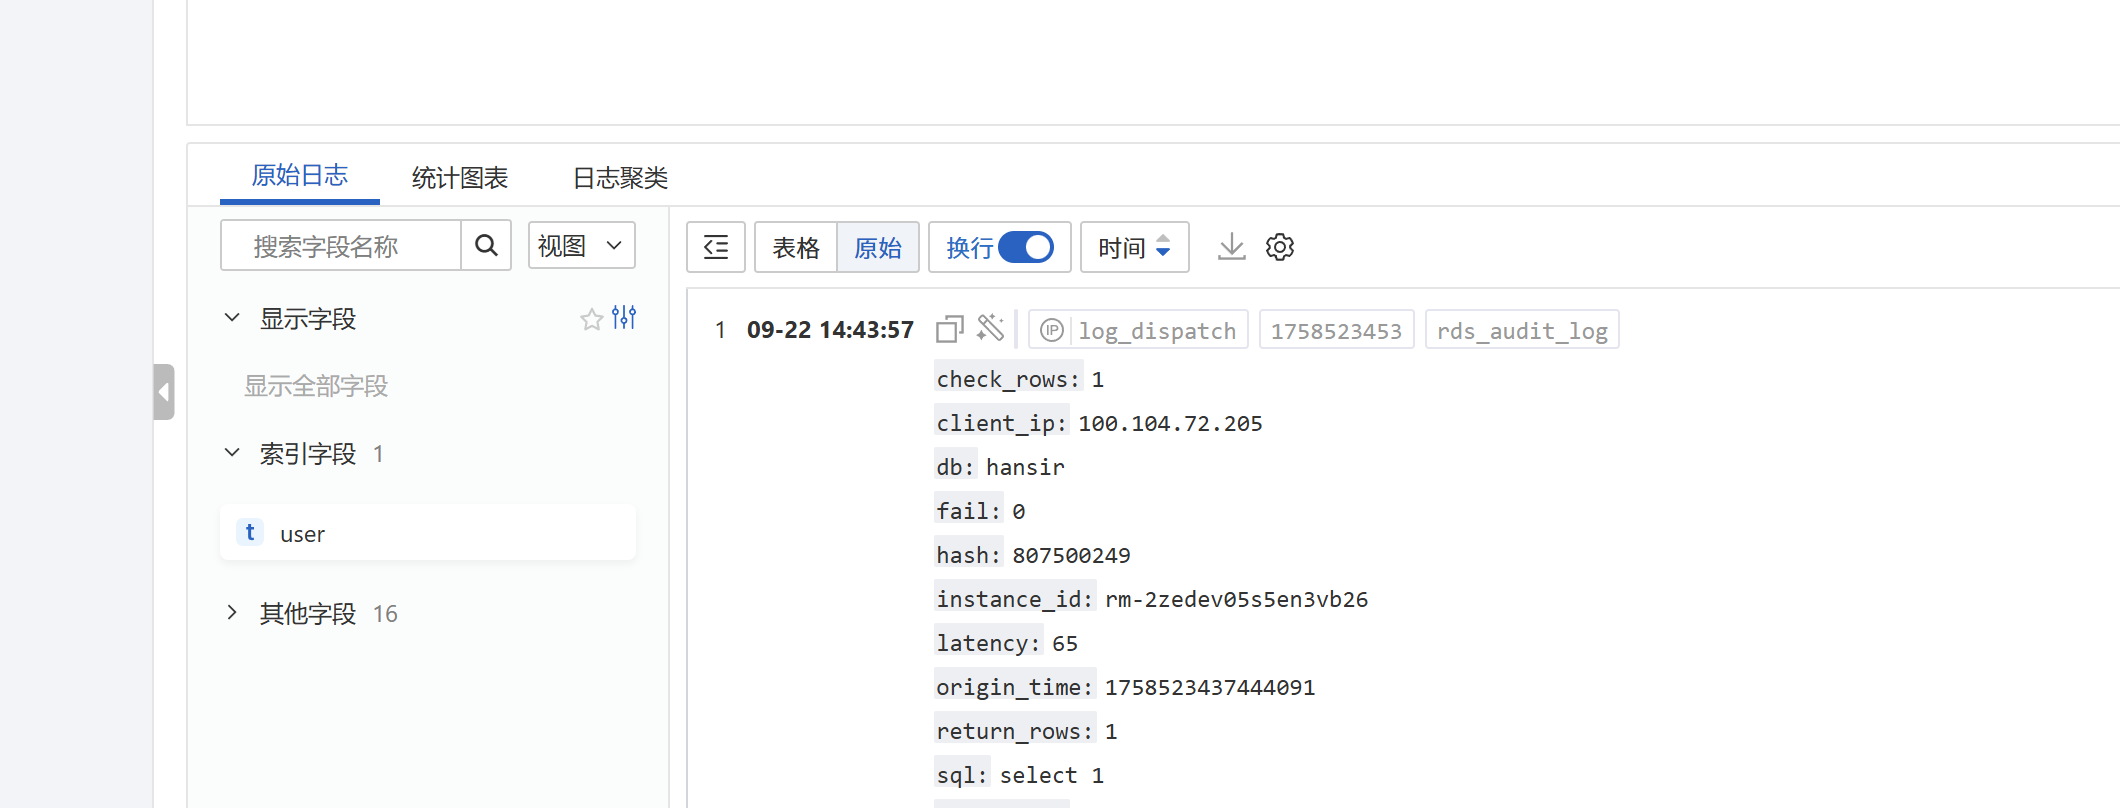 原始日志 统计图表 日志聚类
搜索字段名称 视图 表格 原始 换行 时间
显示字段
显示全部字段
索引字段 1
t user
其他字段 16
1 09-22 14:43:57 IP log_dispatch 1758523453 rds_audit_log
check_rows: 1
client_ip: 100.104.72.205
db: hansir
fail: 0
hash: 807500249
instance_id: rm-2zedev05s5en3vb26
latency: 65
origin_time: 1758523437444091
return_rows: 1
sql: select 1